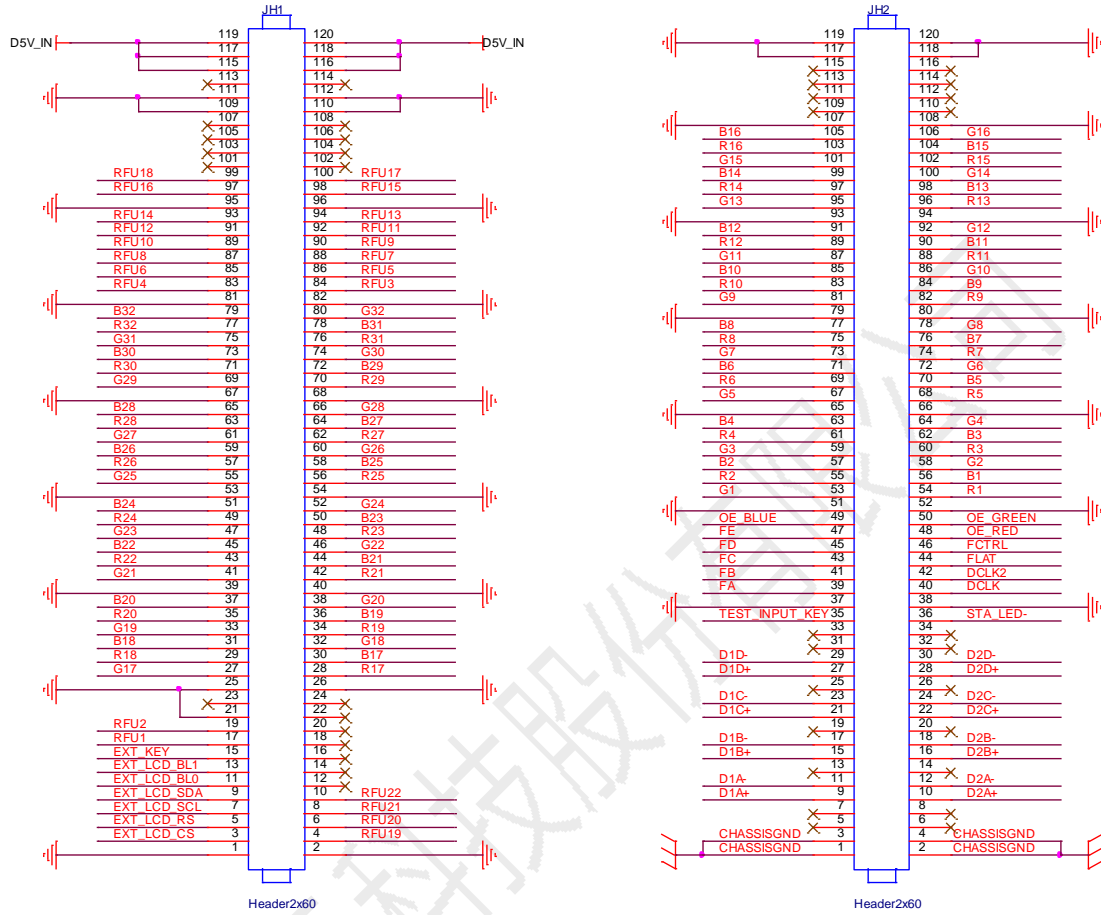 JH1
D5V_IN 119 120 D5V_IN
117 118
115 116
113 114
111 112
109 110
107 108
105 106
103 104
101 102
RFU18 99 100 RFU17
RFU16 97 98 RFU15
95 96
RFU14 93 94 RFU13
RFU12 91 92 RFU11
RFU10 89 90 RFU9
RFU8 87 88 RFU7
RFU6 85 86 RFU5
RFU4 83 84 RFU3
81 82
B32 79 80 G32
R32 77 78 B31
G31 75 76 R31
B30 73 74 G30
R30 71 72 B29
G29 69 70 R29
67 68
B28 65 66 G28
R28 63 64 B27
G27 61 62 R27
B26 59 60 G26
R26 57 58 B25
G25 55 56 R25
53 54
B24 51 52 G24
R24 49 50 B23
G23 47 48 R23
B22 45 46 G22
R22 43 44 B21
G21 41 42 R21
39 40
B20 37 38 G20
R20 35 36 B19
G19 33 34 R19
B18 31 32 G18
R18 29 30 B17
G17 27 28 R17
25 26
23 24
21 22
RFU2 19 20
RFU1 17 18
EXT_KEY 15 16
EXT_LCD_BL1 13 14
EXT_LCD_BL0 11 12
EXT_LCD_SDA 9 10 RFU22
EXT_LCD_SCL 7 8 RFU21
EXT_LCD_RS 5 6 RFU20
EXT_LCD_CS 3 4 RFU19
1 2
Header2x60
JH2
119 120
117 118
115 116
113 114
111 112
109 110
107 108
B16 105 106 G16
R16 103 104 B15
G15 101 102 R15
B14 99 100 G14
R14 97 98 B13
G13 95 96 R13
93 94
B12 91 92 G12
R12 89 90 B11
G11 87 88 R11
B10 85 86 G10
R10 83 84 B9
G9 81 82 R9
79 80
B8 77 78 G8
R8 75 76 B7
G7 73 74 R7
B6 71 72 G6
R6 69 70 B5
G5 67 68 R5
65 66
B4 63 64 G4
R4 61 62 B3
G3 59 60 R3
B2 57 58 G2
R2 55 56 B1
G1 53 54 R1
51 52
OE_BLUE 49 50 OE_GREEN
FE 47 48 OE_RED
FD 45 46 FCTRL
FC 43 44 FLAT
FB 41 42 DCLK2
FA 39 40 DCLK
37 38
TEST_INPUT_KEY 35 36 STA_LED-
33 34
31 32
D1D- 29 30 D2D-
D1D+ 27 28 D2D+
25 26
D1C- 23 24 D2C-
D1C+ 21 22 D2C+
19 20
D1B- 17 18 D2B-
D1B+ 15 16 D2B+
13 14
D1A- 11 12 D2A-
D1A+ 9 10 D2A+
7 8
5 6
CHASSISGND 3 4 CHASSISGND
CHASSISGND 1 2 CHASSISGND
Header2x60
科技股份有限公司